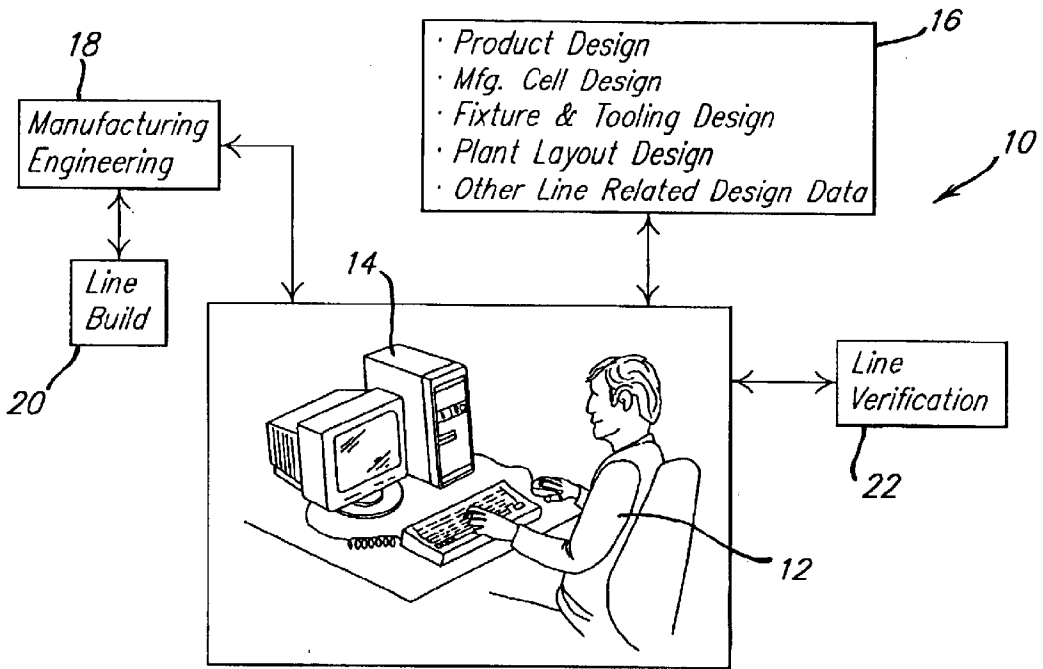 16
18
· Product Design
· Mfg. Cell Design
· Fixture & Tooling Design
· Plant Layout Design
· Other Line Related Design Data
Manufacturing
Engineering
10
14
Line
Build
20
Line
Verification
22
12